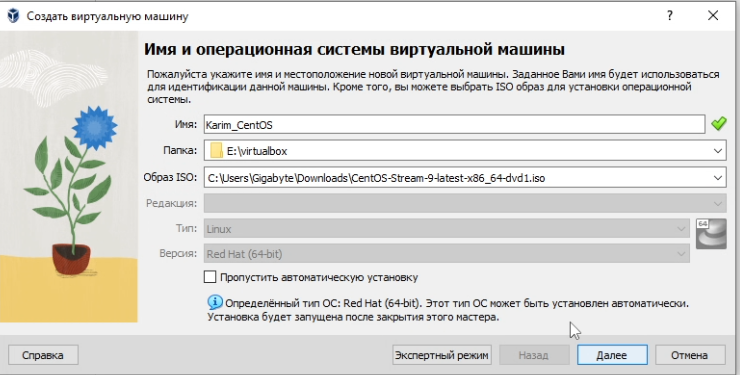 Создать виртуальную машину
Имя и операционная системы виртуальной машины
Пожалуйста укажите имя и местоположение новой виртуальной машины. Заданное Вами имя будет использоваться
для идентификации данной машины. Кроме того, вы можете выбрать ISO образ для установки операционной
системы.
Имя: Karim_CentOS
Папка: E:\virtualbox
Образ ISO: C:\Users\Gigabyte\Downloads\CentOS-Stream-9-latest-x86_64-dvd1.iso
Редакция:
Тип: Linux
64
Версия: Red Hat (64-bit)
Пропустить автоматическую установку
Определённый тип ОС: Red Hat (64-bit). Этот тип ОС может быть установлен автоматически.
Установка будет запущена после закрытия этого мастера.
Справка Экспертный режим Назад Далее Отмена